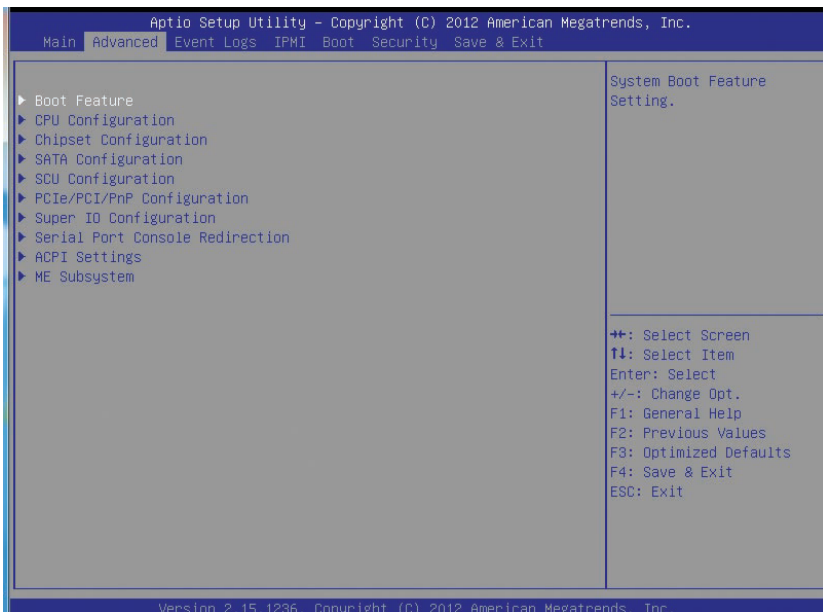 Aptio Setup Utility – Copyright (C) 2012 American Megatrends, Inc.
Main Advanced Event Logs IPMI Boot Security Save & Exit
▶ Boot Feature
▶ CPU Configuration
▶ Chipset Configuration
▶ SATA Configuration
▶ SCU Configuration
▶ PCIe/PCI/PnP Configuration
▶ Super IO Configuration
▶ Serial Port Console Redirection
▶ ACPI Settings
▶ ME Subsystem
System Boot Feature
Setting.
→←: Select Screen
↑↓: Select Item
Enter: Select
+/-: Change Opt.
F1: General Help
F2: Previous Values
F3: Optimized Defaults
F4: Save & Exit
ESC: Exit
Version 2.15.1236. Copyright (C) 2012 American Megatrends, Inc.